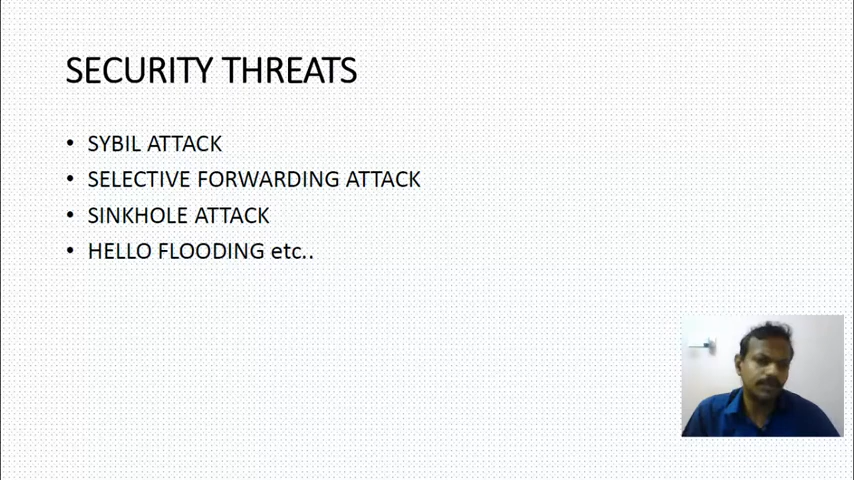 SECURITY THREATS
• SYBIL ATTACK
• SELECTIVE FORWARDING ATTACK
• SINKHOLE ATTACK
• HELLO FLOODING etc..